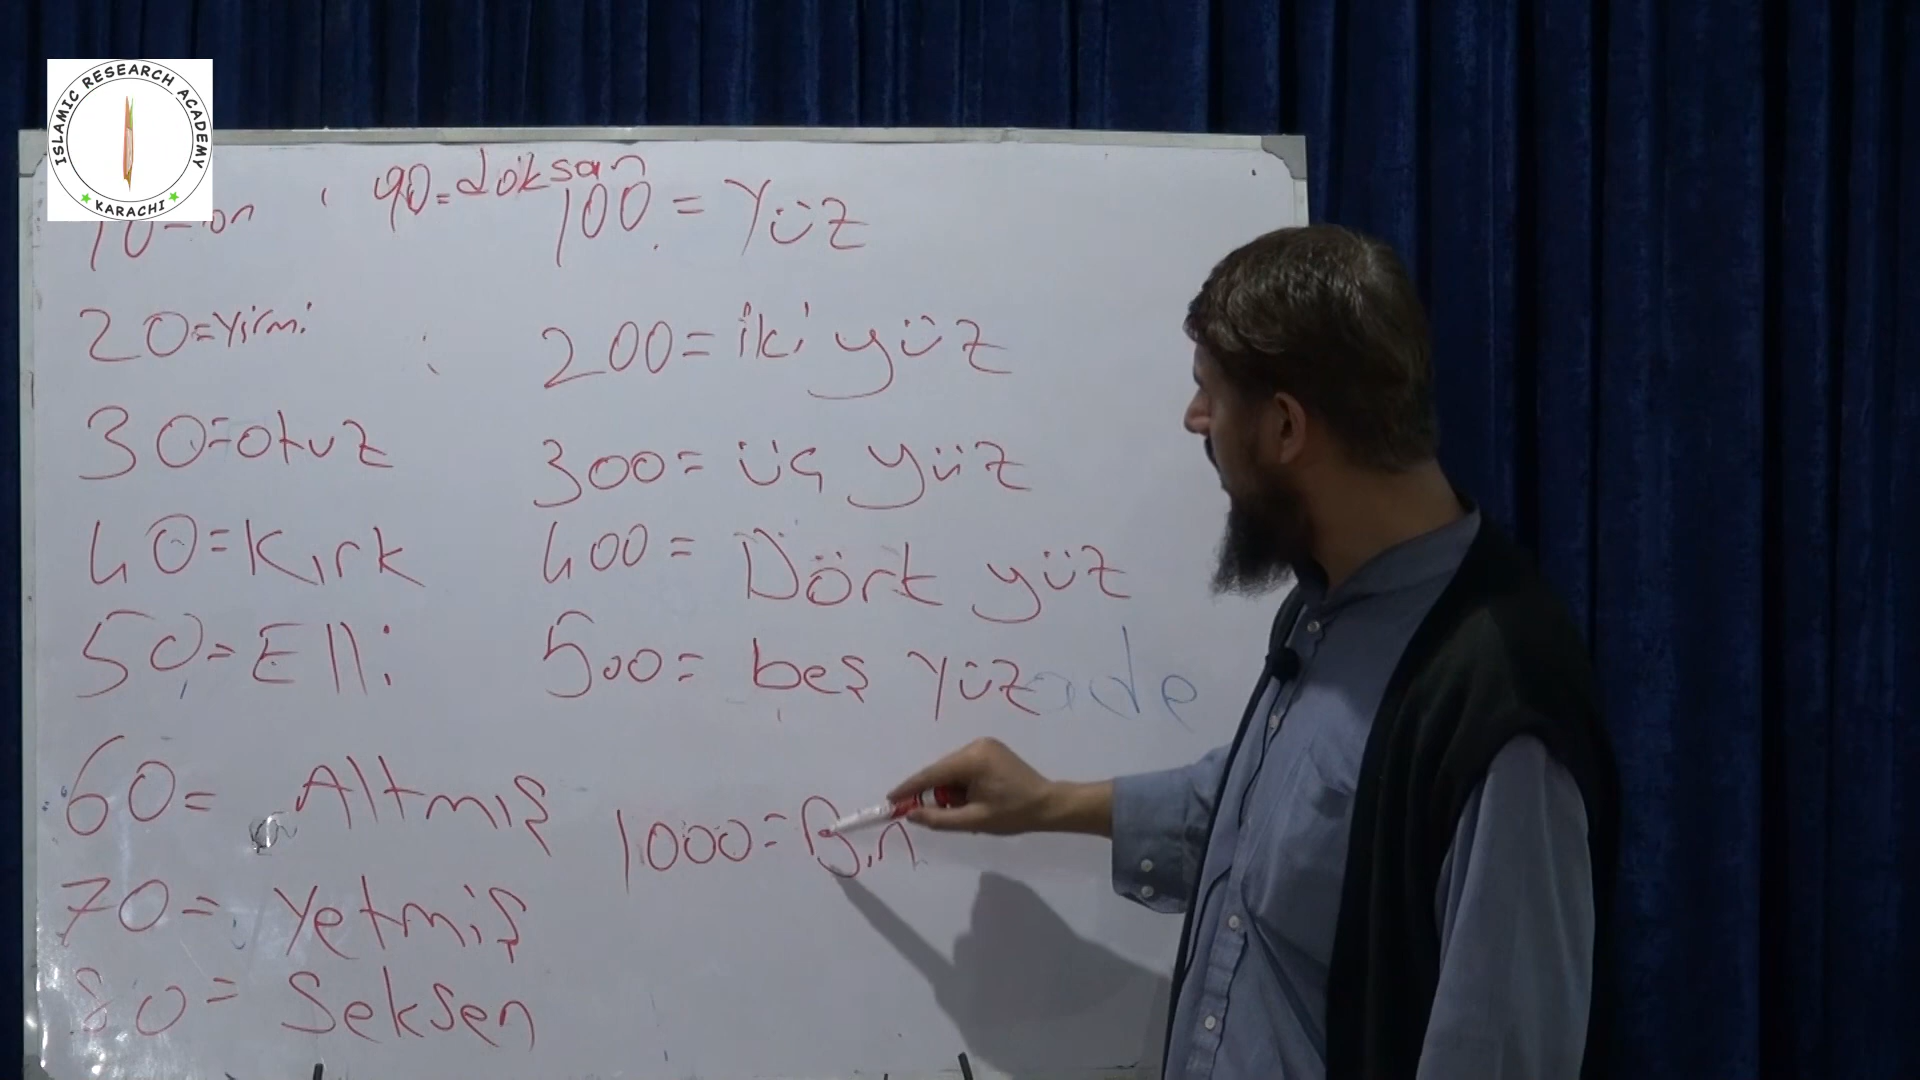 ISLAMIC RESEARCH ACADEMY
KARACHI
10=on
90=doksan
100=Yüz
20=Yirmi
200=iki yüz
30=otuz
300=üç yüz
40=Kırk
400=Dört yüz
50=Elli
500=beş Yüz
ade
60=Altmış
1000=Bin
70=Yetmiş
80=Seksen